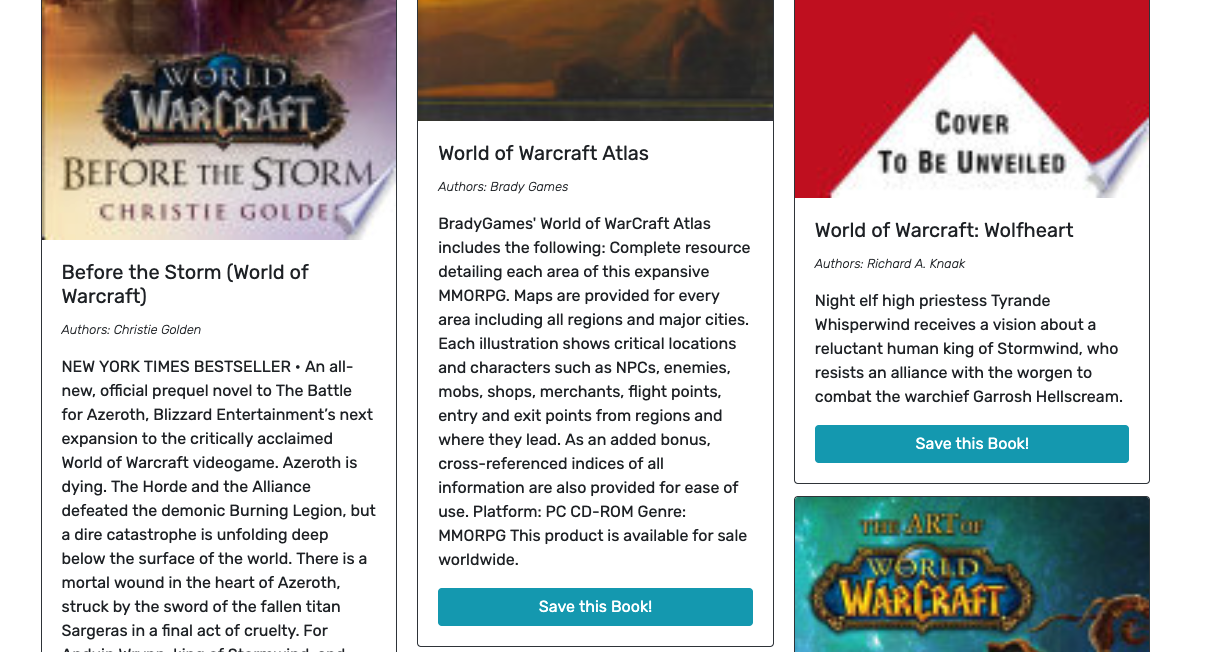 WORLD
WARCRAFT
BEFORE THE STORM
CHRISTIE GOLDE
Before the Storm (World of
Warcraft)
Authors: Christie Golden
NEW YORK TIMES BESTSELLER • An all-
new, official prequel novel to The Battle
for Azeroth, Blizzard Entertainment’s next
expansion to the critically acclaimed
World of Warcraft videogame. Azeroth is
dying. The Horde and the Alliance
defeated the demonic Burning Legion, but
a dire catastrophe is unfolding deep
below the surface of the world. There is a
mortal wound in the heart of Azeroth,
struck by the sword of the fallen titan
Sargeras in a final act of cruelty. For
World of Warcraft Atlas
Authors: Brady Games
BradyGames' World of WarCraft Atlas
includes the following: Complete resource
detailing each area of this expansive
MMORPG. Maps are provided for every
area including all regions and major cities.
Each illustration shows critical locations
and characters such as NPCs, enemies,
mobs, shops, merchants, flight points,
entry and exit points from regions and
where they lead. As an added bonus,
cross-referenced indices of all
information are also provided for ease of
use. Platform: PC CD-ROM Genre:
MMORPG This product is available for sale
worldwide.
Save this Book!
COVER
TO BE UNVEILED
World of Warcraft: Wolfheart
Authors: Richard A. Knaak
Night elf high priestess Tyrande
Whisperwind receives a vision about a
reluctant human king of Stormwind, who
resists an alliance with the worgen to
combat the warchief Garrosh Hellscream.
Save this Book!
THE ART OF
WORLD
WARCRAFT